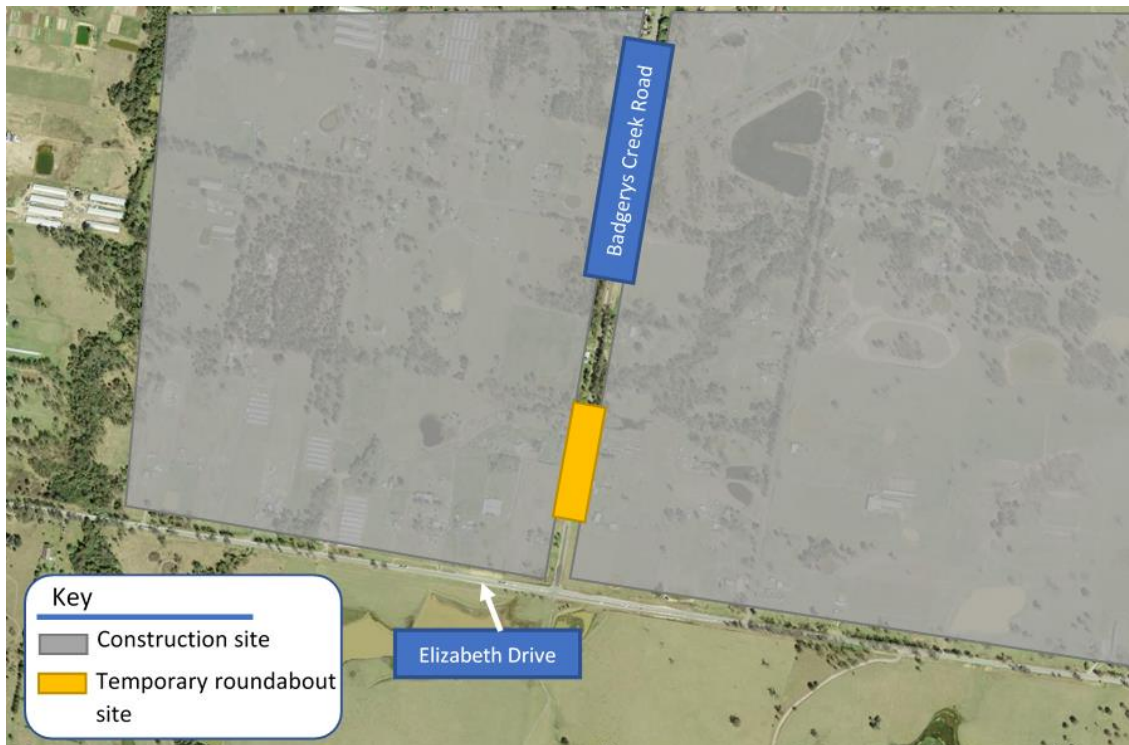 Badgerys Creek Road
Elizabeth Drive
Key
Construction site
Temporary roundabout
site